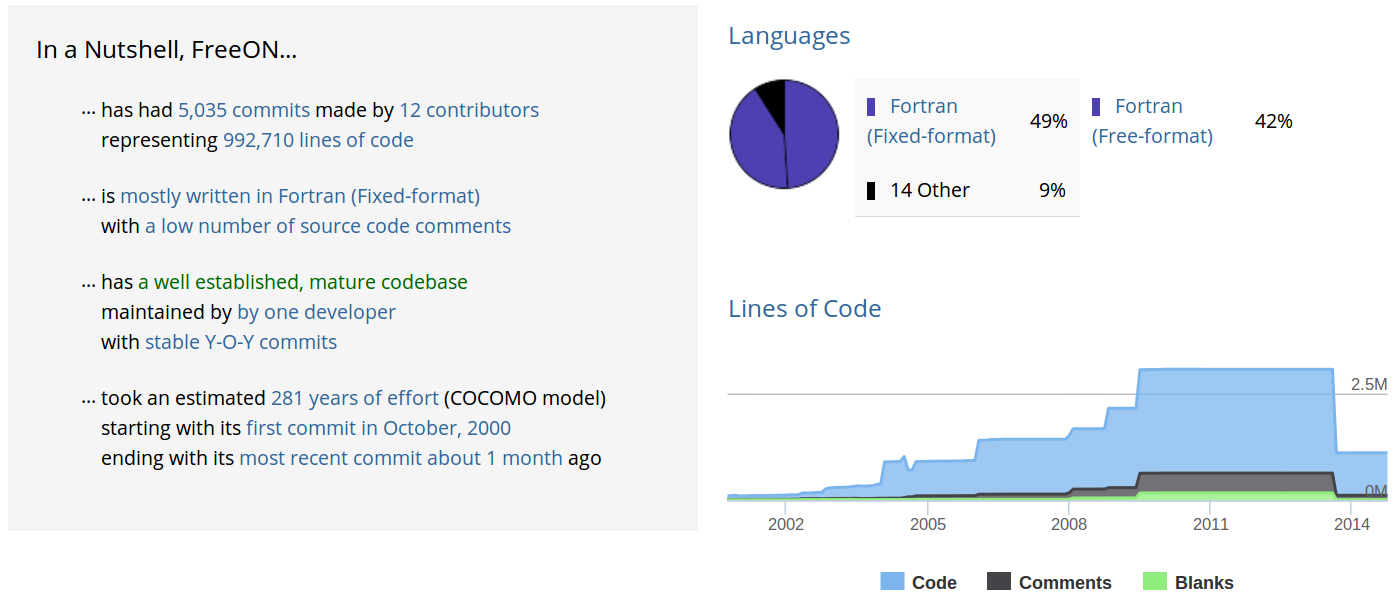 In a Nutshell, FreeON...
... has had 5,035 commits made by 12 contributors
representing 992,710 lines of code
... is mostly written in Fortran (Fixed-format)
with a low number of source code comments
... has a well established, mature codebase
maintained by by one developer
with stable Y-O-Y commits
... took an estimated 281 years of effort (COCOMO model)
starting with its first commit in October, 2000
ending with its most recent commit about 1 month ago
Languages
Fortran
(Fixed-format) 49%
Fortran
(Free-format) 42%
14 Other 9%
Lines of Code
2.5M
0M
2002 2005 2008 2011 2014
Code Comments Blanks